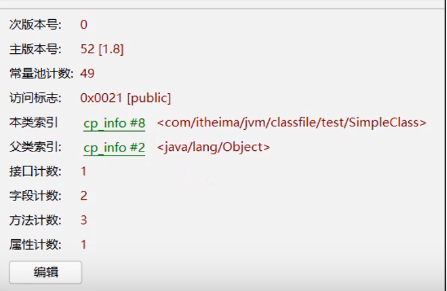 次版本号: 0
主版本号: 52 [1.8]
常量池计数: 49
访问标志: 0x0021 [public]
本类索引 cp_info #8 <com/itheima/jvm/classfile/test/SimpleClass>
父类索引: cp_info #2 <java/lang/Object>
接口计数: 1
字段计数: 2
方法计数: 3
属性计数: 1
编辑